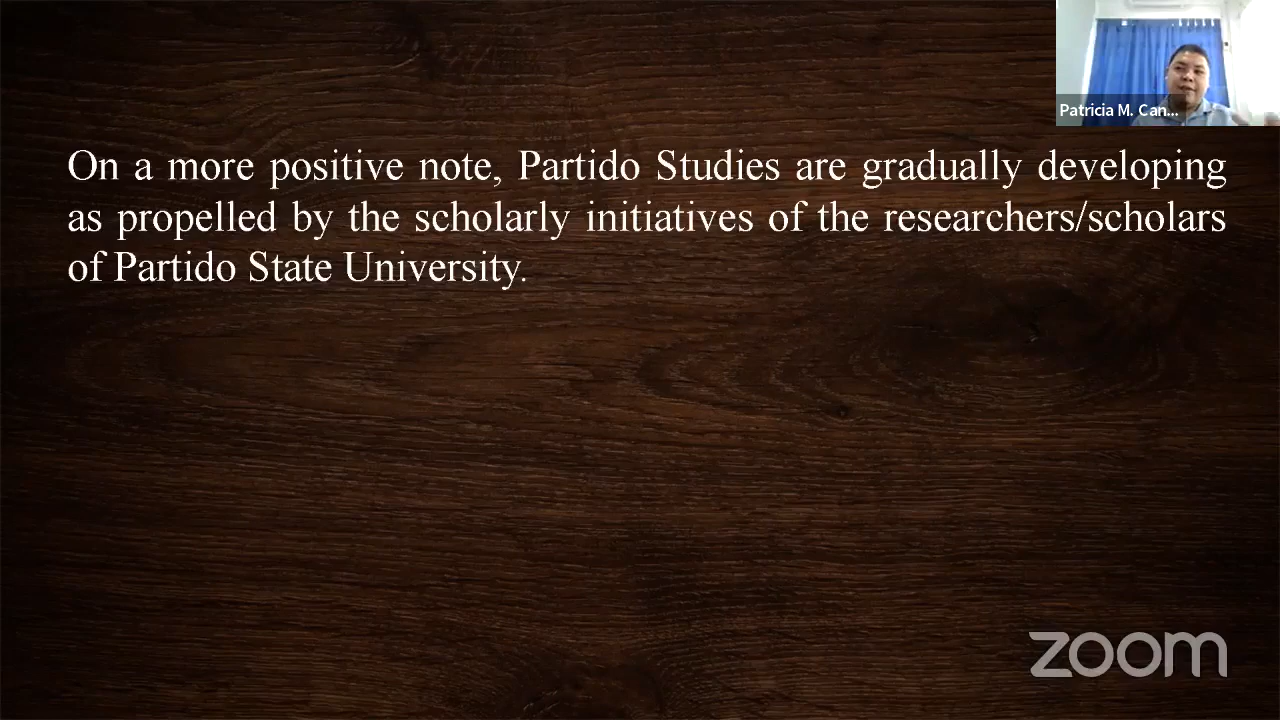 Patricia M. Can...
On a more positive note, Partido Studies are gradually developing
as propelled by the scholarly initiatives of the researchers/scholars
of Partido State University.
zoom